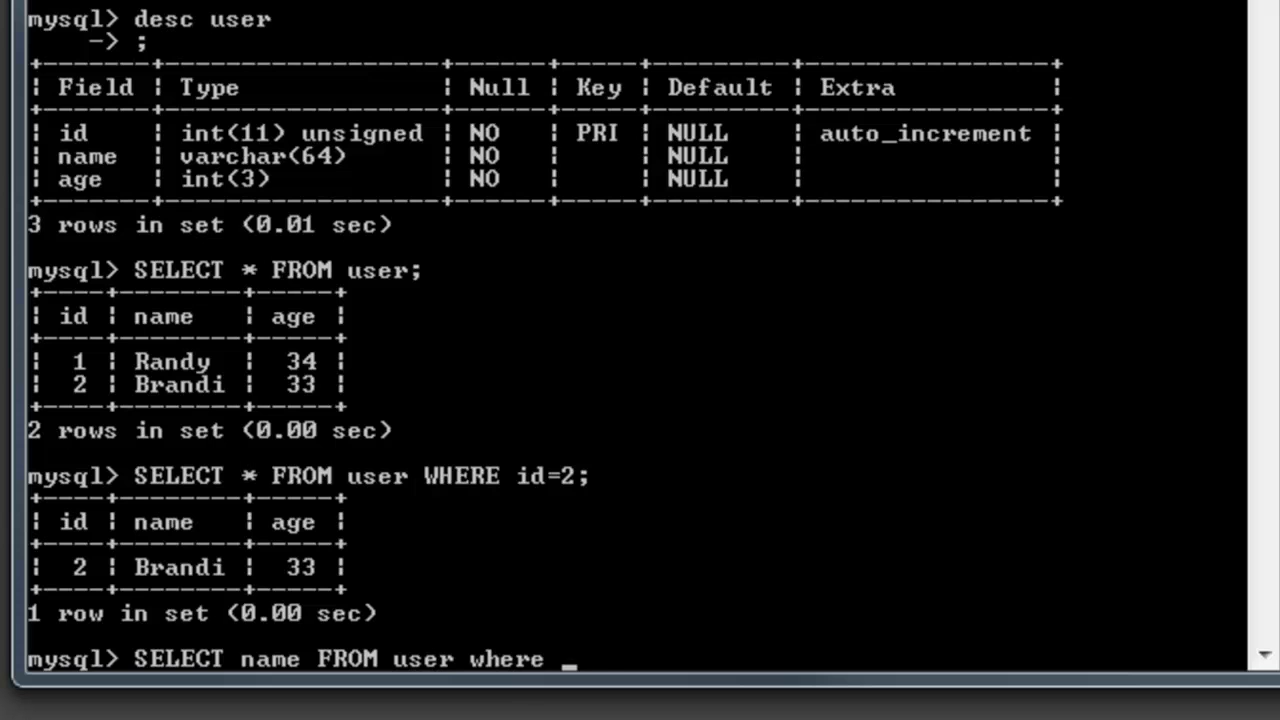 mysql> desc user
    -> ;
+-------+------------------+------+-----+---------+----------------+
| Field | Type             | Null | Key | Default | Extra          |
+-------+------------------+------+-----+---------+----------------+
| id    | int(11) unsigned | NO   | PRI | NULL    | auto_increment |
| name  | varchar(64)      | NO   |     | NULL    |                |
| age   | int(3)           | NO   |     | NULL    |                |
+-------+------------------+------+-----+---------+----------------+
3 rows in set (0.01 sec)
mysql> SELECT * FROM user;
+----+--------+-----+
| id | name   | age |
+----+--------+-----+
|  1 | Randy  |  34 |
|  2 | Brandi |  33 |
+----+--------+-----+
2 rows in set (0.00 sec)
mysql> SELECT * FROM user WHERE id=2;
+----+--------+-----+
| id | name   | age |
+----+--------+-----+
|  2 | Brandi |  33 |
+----+--------+-----+
1 row in set (0.00 sec)
mysql> SELECT name FROM user where _